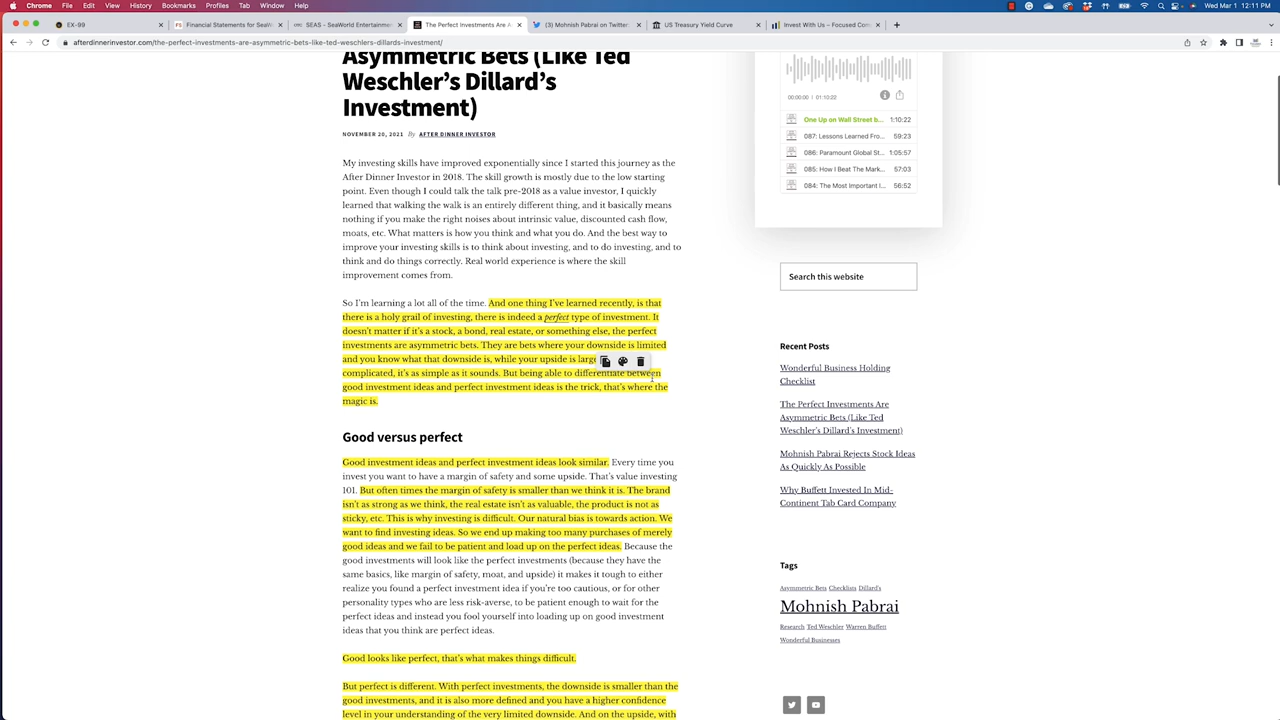 Chrome File Edit View History Bookmarks Profiles Tab Window Help
Wed Mar 1 12:11 PM
EX-99
Financial Statements for SeaW
SEAS - SeaWorld Entertainmen
The Perfect Investments Are A
(3) Mohnish Pabrai on Twitter
US Treasury Yield Curve
Invest With Us – Focused Com
afterdinnerinvestor.com/the-perfect-investments-are-asymmetric-bets-like-ted-weschlers-dillards-investment/
Asymmetric Bets (Like Ted
Weschler's Dillard's
Investment)
NOVEMBER 20, 2021 By AFTER DINNER INVESTOR
My investing skills have improved exponentially since I started this journey as the
After Dinner Investor in 2018. The skill growth is mostly due to the low starting
point. Even though I could talk the talk pre-2018 as a value investor, I quickly
learned that walking the walk is an entirely different thing, and it basically means
nothing if you make the right noises about intrinsic value, discounted cash flow,
moats, etc. What matters is how you think and what you do. And the best way to
improve your investing skills is to think about investing, and to do investing, and to
think and do things correctly. Real world experience is where the skill
improvement comes from.
So I'm learning a lot all of the time. And one thing I've learned recently, is that
there is a holy grail of investing, there is indeed a perfect type of investment. It
doesn't matter if it's a stock, a bond, real estate, or something else, the perfect
investments are asymmetric bets. They are bets where your downside is limited
and you know what that downside is, while your upside is large
complicated, it's as simple as it sounds. But being able to differentiate between
good investment ideas and perfect investment ideas is the trick, that's where the
magic is.
Good versus perfect
Good investment ideas and perfect investment ideas look similar. Every time you
invest you want to have a margin of safety and some upside. That's value investing
101. But often times the margin of safety is smaller than we think it is. The brand
isn't as strong as we think, the real estate isn't as valuable, the product is not as
sticky, etc. This is why investing is difficult. Our natural bias is towards action. We
want to find investing ideas. So we end up making too many purchases of merely
good ideas and we fail to be patient and load up on the perfect ideas. Because the
good investments will look like the perfect investments (because they have the
same basics, like margin of safety, moat, and upside) it makes it tough to either
realize you found a perfect investment idea if you're too cautious, or for other
personality types who are less risk-averse, to be patient enough to wait for the
perfect ideas and instead you fool yourself into loading up on good investment
ideas that you think are perfect ideas.
Good looks like perfect, that's what makes things difficult.
But perfect is different. With perfect investments, the downside is smaller than the
good investments, and it is also more defined and you have a higher confidence
level in your understanding of the very limited downside. And on the upside, with
00:00:00 | 01:10:22
One Up on Wall Street b... 1:10:22
087: Lessons Learned Fro... 59:23
086: Paramount Global St... 1:05:57
085: How I Beat The Mark... 57:03
084: The Most Important I... 56:52
Search this website
Recent Posts
Wonderful Business Holding
Checklist
The Perfect Investments Are
Asymmetric Bets (Like Ted
Weschler's Dillard's Investment)
Mohnish Pabrai Rejects Stock Ideas
As Quickly As Possible
Why Buffett Invested In Mid-
Continent Tab Card Company
Tags
Asymmetric Bets Checklists Dillard's
Mohnish Pabrai
Research Ted Weschler Warren Buffett
Wonderful Businesses